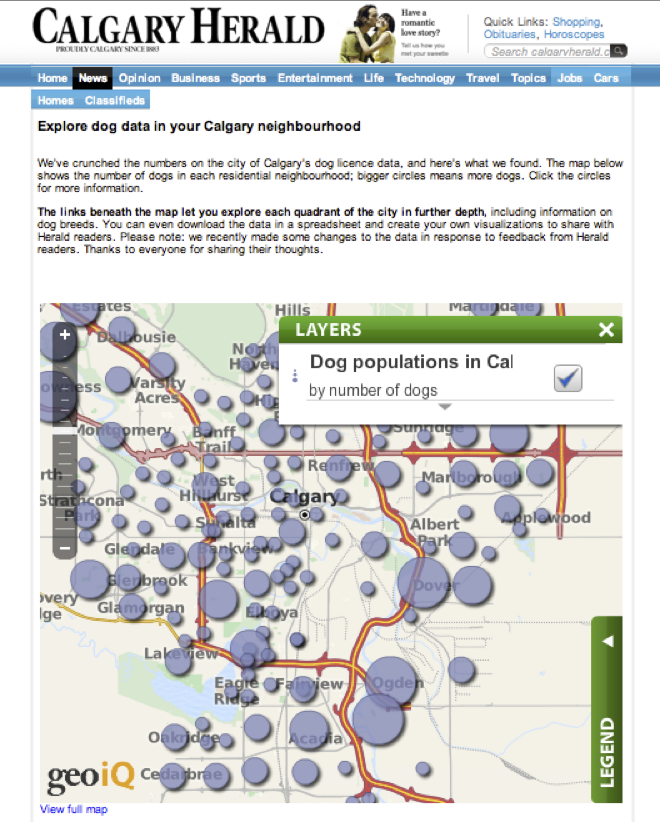 CALGARY HERALD
PROUDLY CALGARY SINCE 1883
Have a
romantic
love story?
Tell us how you
met your sweetie
Quick Links: Shopping,
Obituaries, Horoscopes
Search calgaryherald.c
Home News Opinion Business Sports Entertainment Life Technology Travel Topics Jobs Cars
Homes Classifieds
Explore dog data in your Calgary neighbourhood
We've crunched the numbers on the city of Calgary's dog licence data, and here's what we found. The map below
shows the number of dogs in each residential neighbourhood; bigger circles means more dogs. Click the circles
for more information.
The links beneath the map let you explore each quadrant of the city in further depth, including information on
dog breeds. You can even download the data in a spreadsheet and create your own visualizations to share with
Herald readers. Please note: we recently made some changes to the data in response to feedback from Herald
readers. Thanks to everyone for sharing their thoughts.
Estates
Hills
Martindale
+
LAYERS
Dalhousie
North
Haven
Dog populations in Cal
by number of dogs
Varsity
Acres
Montgomery
Banff
Trail
Sunridge
Renfrew
Marlborough
rth
West
Hillhurst
Strathcona
Park
Calgary
Sunalta
Albert
Park
Applewood
−
Glendale
Bankview
Glenbrook
Dover
overy
lge
Glamorgan
Elboya
Lakeview
Eagle
Ridge
Fairview
Ogden
Oakridge
Acadia
Cedarbrae
LEGEND
geoiQ
View full map